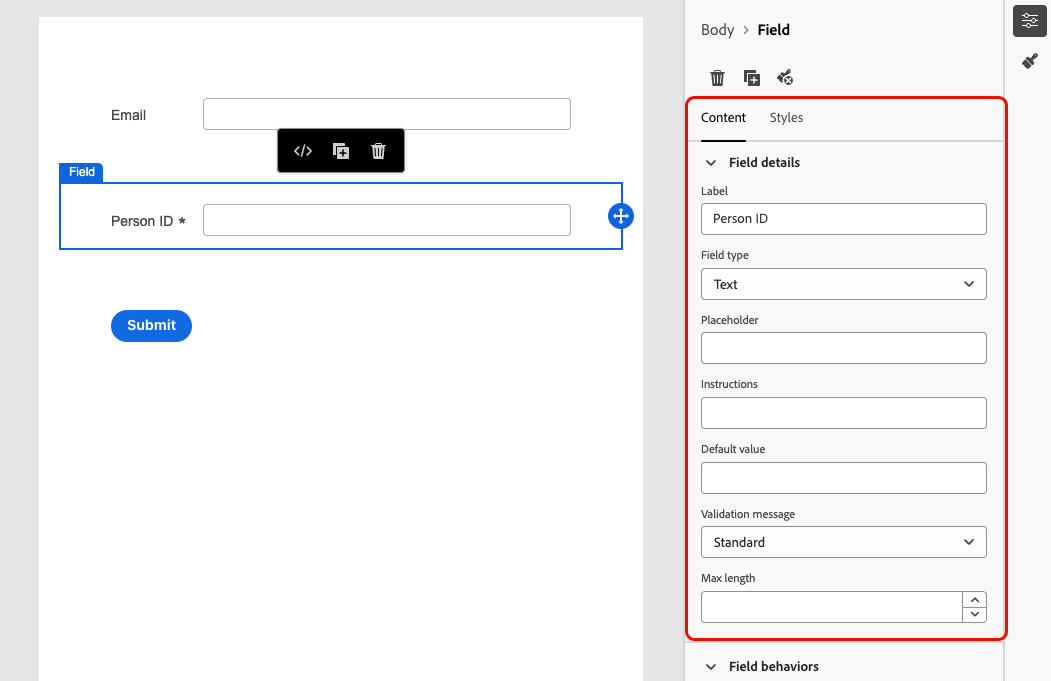 Email
Field
Person ID *
Submit
Body > Field
Content Styles
Field details
Label
Person ID
Field type
Text
Placeholder
Instructions
Default value
Validation message
Standard
Max length
Field behaviors